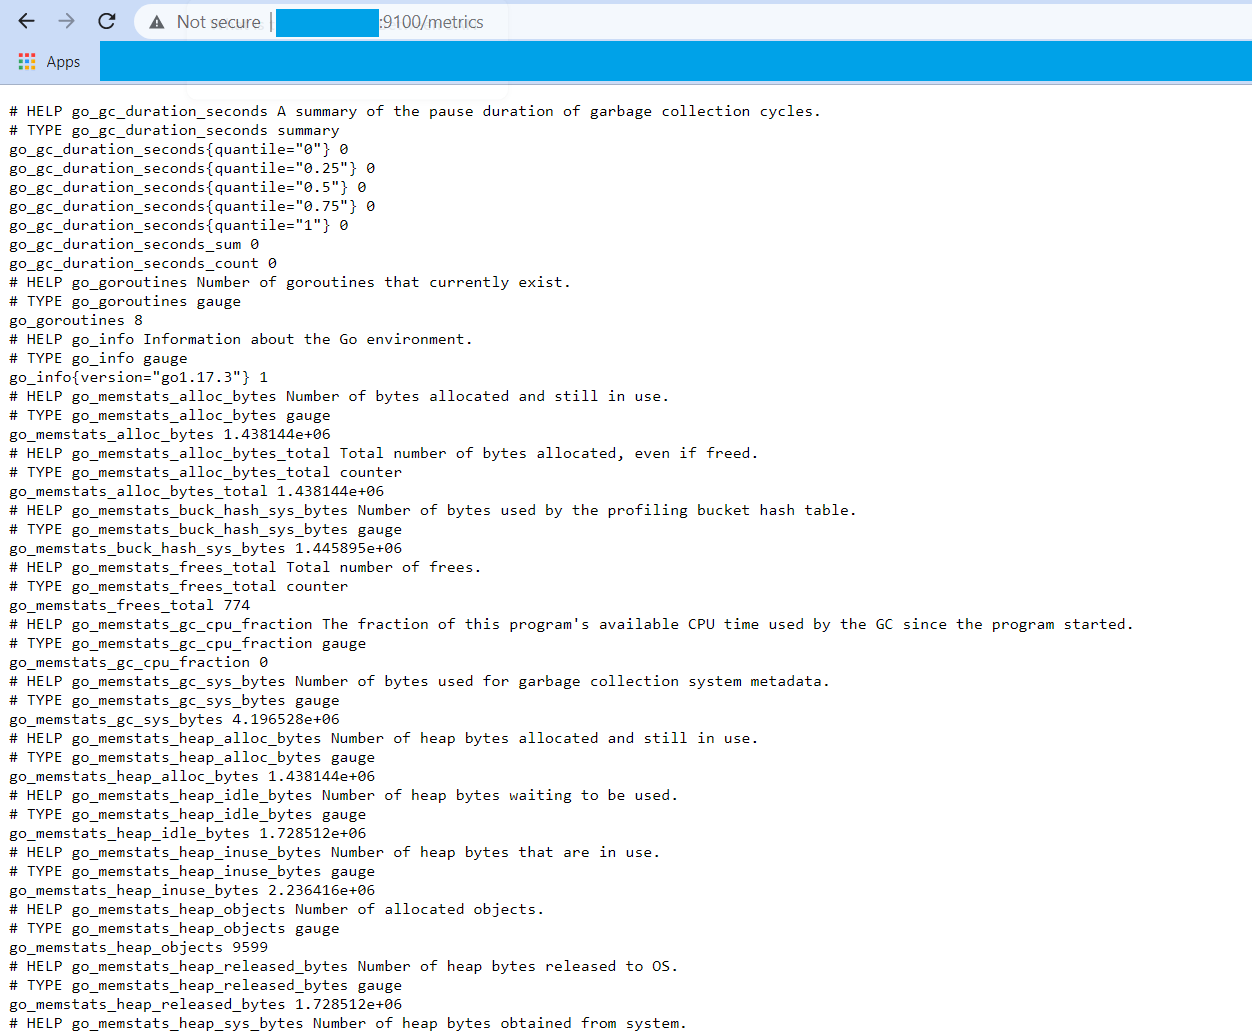 Not secure | :9100/metrics
Apps
# HELP go_gc_duration_seconds A summary of the pause duration of garbage collection cycles.
# TYPE go_gc_duration_seconds summary
go_gc_duration_seconds{quantile="0"} 0
go_gc_duration_seconds{quantile="0.25"} 0
go_gc_duration_seconds{quantile="0.5"} 0
go_gc_duration_seconds{quantile="0.75"} 0
go_gc_duration_seconds{quantile="1"} 0
go_gc_duration_seconds_sum 0
go_gc_duration_seconds_count 0
# HELP go_goroutines Number of goroutines that currently exist.
# TYPE go_goroutines gauge
go_goroutines 8
# HELP go_info Information about the Go environment.
# TYPE go_info gauge
go_info{version="go1.17.3"} 1
# HELP go_memstats_alloc_bytes Number of bytes allocated and still in use.
# TYPE go_memstats_alloc_bytes gauge
go_memstats_alloc_bytes 1.438144e+06
# HELP go_memstats_alloc_bytes_total Total number of bytes allocated, even if freed.
# TYPE go_memstats_alloc_bytes_total counter
go_memstats_alloc_bytes_total 1.438144e+06
# HELP go_memstats_buck_hash_sys_bytes Number of bytes used by the profiling bucket hash table.
# TYPE go_memstats_buck_hash_sys_bytes gauge
go_memstats_buck_hash_sys_bytes 1.445895e+06
# HELP go_memstats_frees_total Total number of frees.
# TYPE go_memstats_frees_total counter
go_memstats_frees_total 774
# HELP go_memstats_gc_cpu_fraction The fraction of this program's available CPU time used by the GC since the program started.
# TYPE go_memstats_gc_cpu_fraction gauge
go_memstats_gc_cpu_fraction 0
# HELP go_memstats_gc_sys_bytes Number of bytes used for garbage collection system metadata.
# TYPE go_memstats_gc_sys_bytes gauge
go_memstats_gc_sys_bytes 4.196528e+06
# HELP go_memstats_heap_alloc_bytes Number of heap bytes allocated and still in use.
# TYPE go_memstats_heap_alloc_bytes gauge
go_memstats_heap_alloc_bytes 1.438144e+06
# HELP go_memstats_heap_idle_bytes Number of heap bytes waiting to be used.
# TYPE go_memstats_heap_idle_bytes gauge
go_memstats_heap_idle_bytes 1.728512e+06
# HELP go_memstats_heap_inuse_bytes Number of heap bytes that are in use.
# TYPE go_memstats_heap_inuse_bytes gauge
go_memstats_heap_inuse_bytes 2.236416e+06
# HELP go_memstats_heap_objects Number of allocated objects.
# TYPE go_memstats_heap_objects gauge
go_memstats_heap_objects 9599
# HELP go_memstats_heap_released_bytes Number of heap bytes released to OS.
# TYPE go_memstats_heap_released_bytes gauge
go_memstats_heap_released_bytes 1.728512e+06
# HELP go_memstats_heap_sys_bytes Number of heap bytes obtained from system.